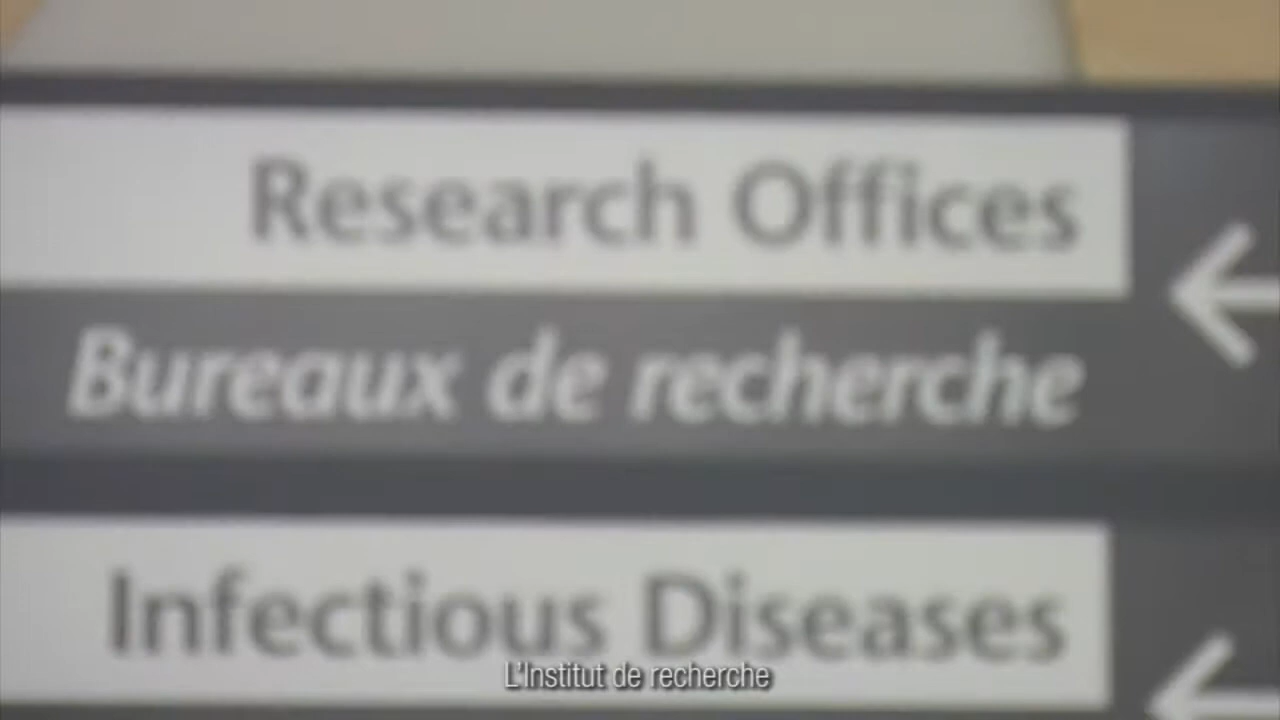 Research Offices
Bureaux de recherche
Infectious Diseases
L'Institut de recherche